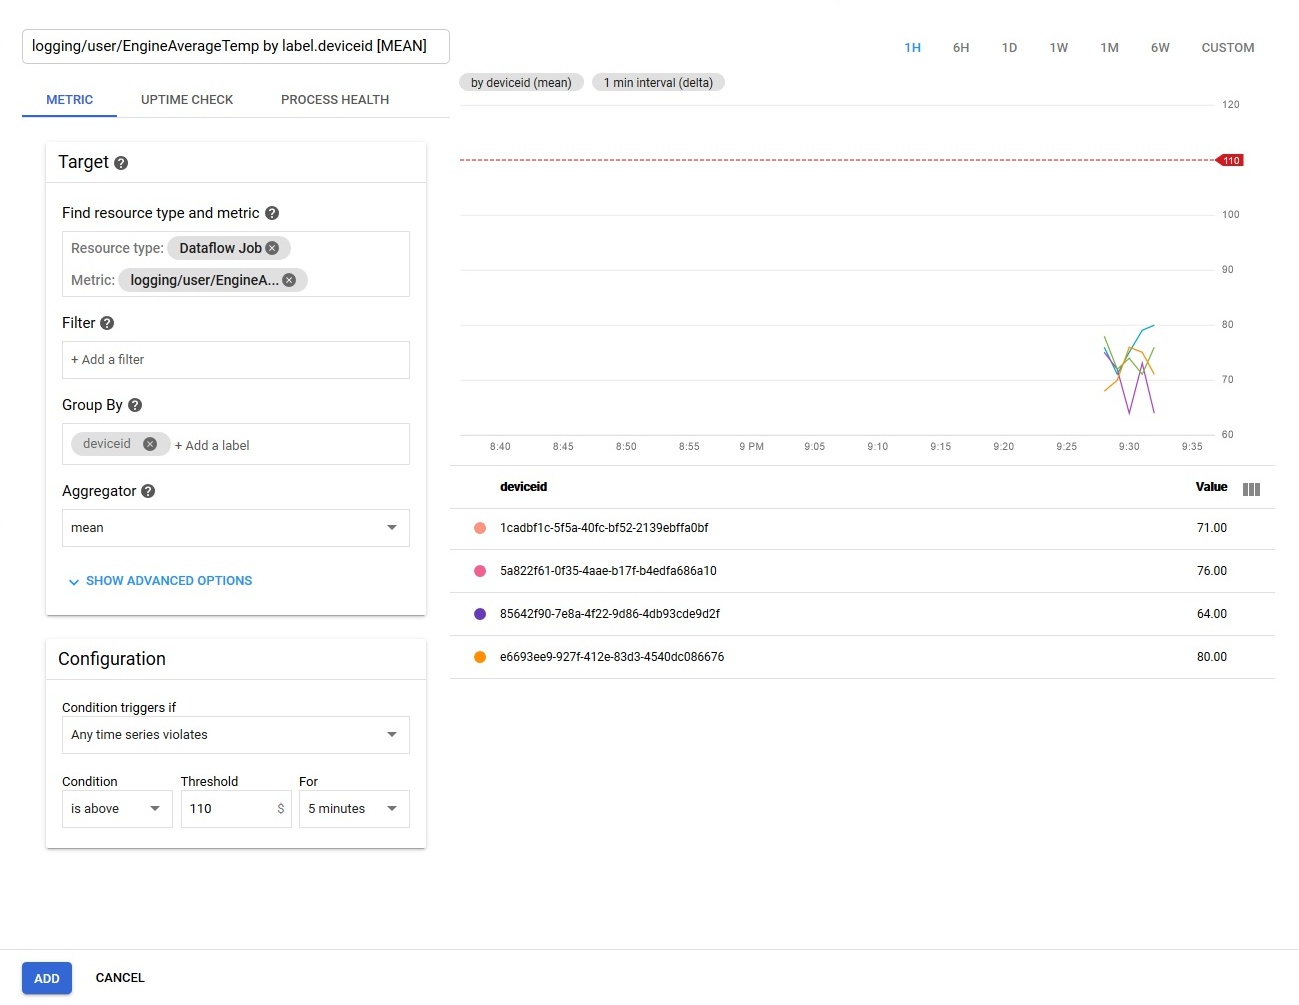 logging/user/EngineAverageTemp by label.deviceid [MEAN]
METRIC UPTIME CHECK PROCESS HEALTH
Target ?
Find resource type and metric ?
Resource type: Dataflow Job
Metric: logging/user/EngineA...
Filter ?
+ Add a filter
Group By ?
deviceid + Add a label
Aggregator ?
mean
SHOW ADVANCED OPTIONS
Configuration
Condition triggers if
Any time series violates
Condition Threshold For
is above 110 $ 5 minutes
1H 6H 1D 1W 1M 6W CUSTOM
by deviceid (mean) 1 min interval (delta)
120
110
100
90
80
70
60
8:40 8:45 8:50 8:55 9 PM 9:05 9:10 9:15 9:20 9:25 9:30 9:35
deviceid Value
1cadbf1c-5f5a-40fc-bf52-2139ebffa0bf 71.00
5a822f61-0f35-4aae-b17f-b4edfa686a10 76.00
85642f90-7e8a-4f22-9d86-4db93cde9d2f 64.00
e6693ee9-927f-412e-83d3-4540dc086676 80.00
ADD CANCEL